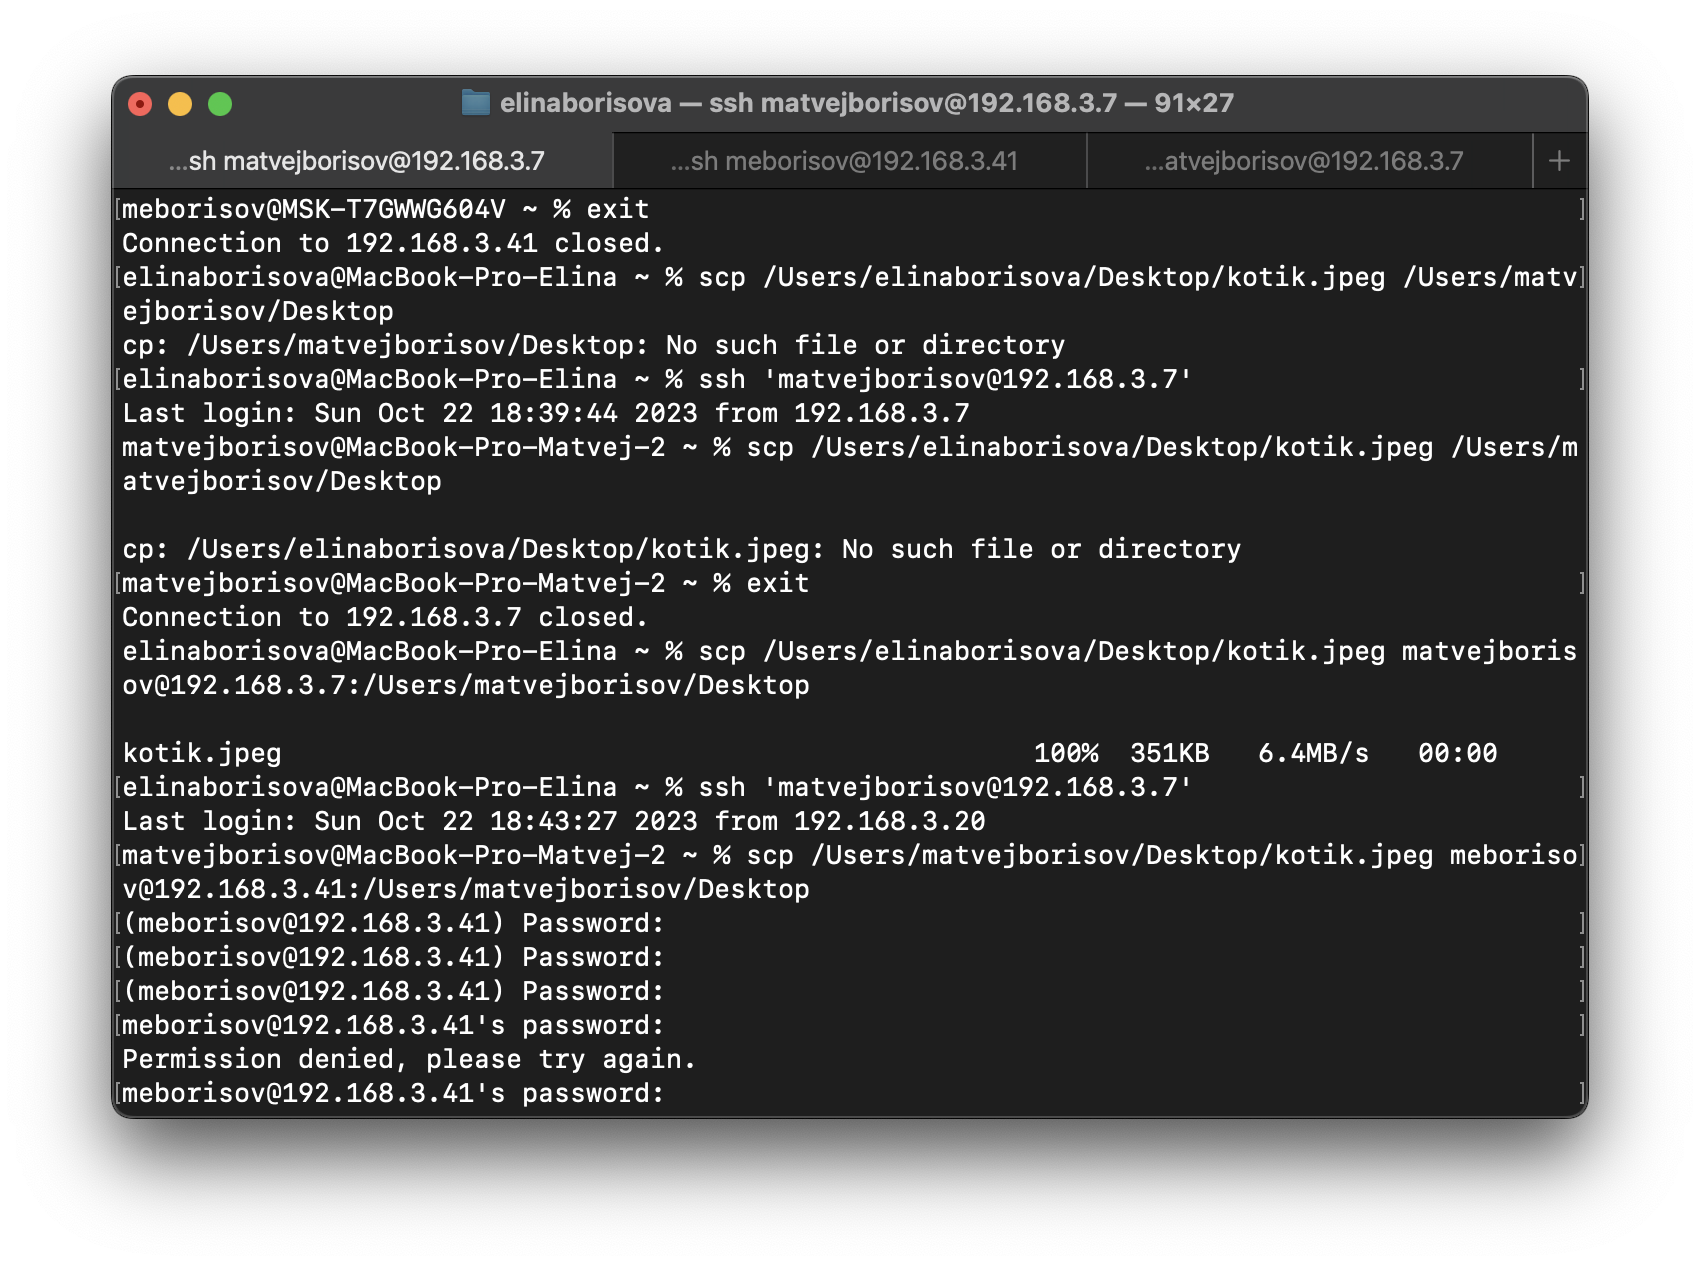 elinaborisova — ssh matvejborisov@192.168.3.7 — 91×27
...sh matvejborisov@192.168.3.7
...sh meborisov@192.168.3.41
...atvejborisov@192.168.3.7
+
[meborisov@MSK-T7GWWG604V ~ % exit ]
Connection to 192.168.3.41 closed.
[elinaborisova@MacBook-Pro-Elina ~ % scp /Users/elinaborisova/Desktop/kotik.jpeg /Users/matv]
ejborisov/Desktop
cp: /Users/matvejborisov/Desktop: No such file or directory
[elinaborisova@MacBook-Pro-Elina ~ % ssh 'matvejborisov@192.168.3.7' ]
Last login: Sun Oct 22 18:39:44 2023 from 192.168.3.7
matvejborisov@MacBook-Pro-Matvej-2 ~ % scp /Users/elinaborisova/Desktop/kotik.jpeg /Users/m
atvejborisov/Desktop
cp: /Users/elinaborisova/Desktop/kotik.jpeg: No such file or directory
[matvejborisov@MacBook-Pro-Matvej-2 ~ % exit ]
Connection to 192.168.3.7 closed.
elinaborisova@MacBook-Pro-Elina ~ % scp /Users/elinaborisova/Desktop/kotik.jpeg matvejboris
ov@192.168.3.7:/Users/matvejborisov/Desktop
kotik.jpeg 100% 351KB 6.4MB/s 00:00
[elinaborisova@MacBook-Pro-Elina ~ % ssh 'matvejborisov@192.168.3.7' ]
Last login: Sun Oct 22 18:43:27 2023 from 192.168.3.20
[matvejborisov@MacBook-Pro-Matvej-2 ~ % scp /Users/matvejborisov/Desktop/kotik.jpeg meboriso]
v@192.168.3.41:/Users/matvejborisov/Desktop
[(meborisov@192.168.3.41) Password: ]
[(meborisov@192.168.3.41) Password: ]
[(meborisov@192.168.3.41) Password: ]
[meborisov@192.168.3.41's password: ]
Permission denied, please try again.
[meborisov@192.168.3.41's password: ]